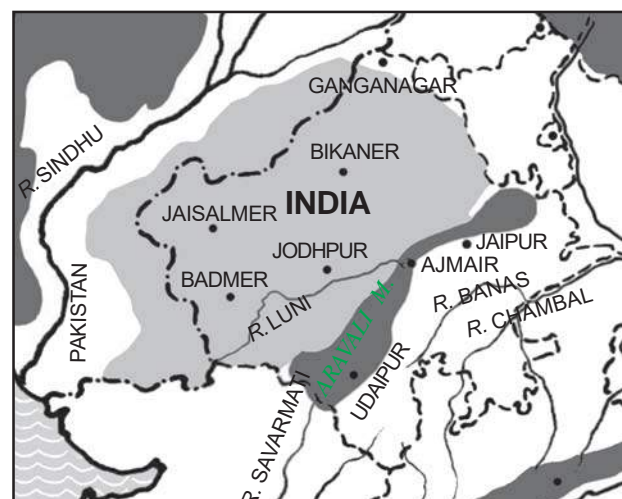 GANGANAGAR
R. SINDHU
BIKANER
INDIA
JAISALMER
JAIPUR
JODHPUR
AJMAIR
BADMER
R. BANAS
R. CHAMBAL
R. LUNI
PAKISTAN
ARAVALI M.
UDAIPUR
R. SAVARMATI